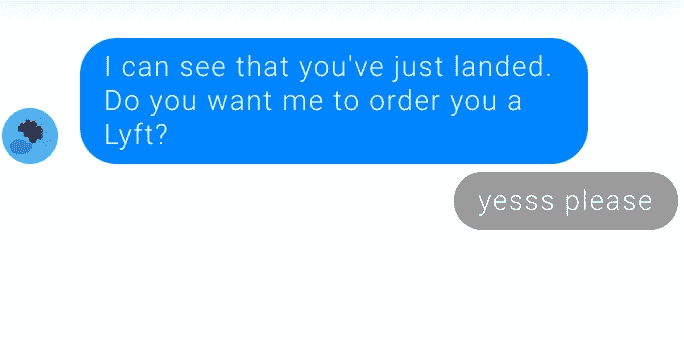 I can see that you've just landed.
Do you want me to order you a
Lyft?
yesss please